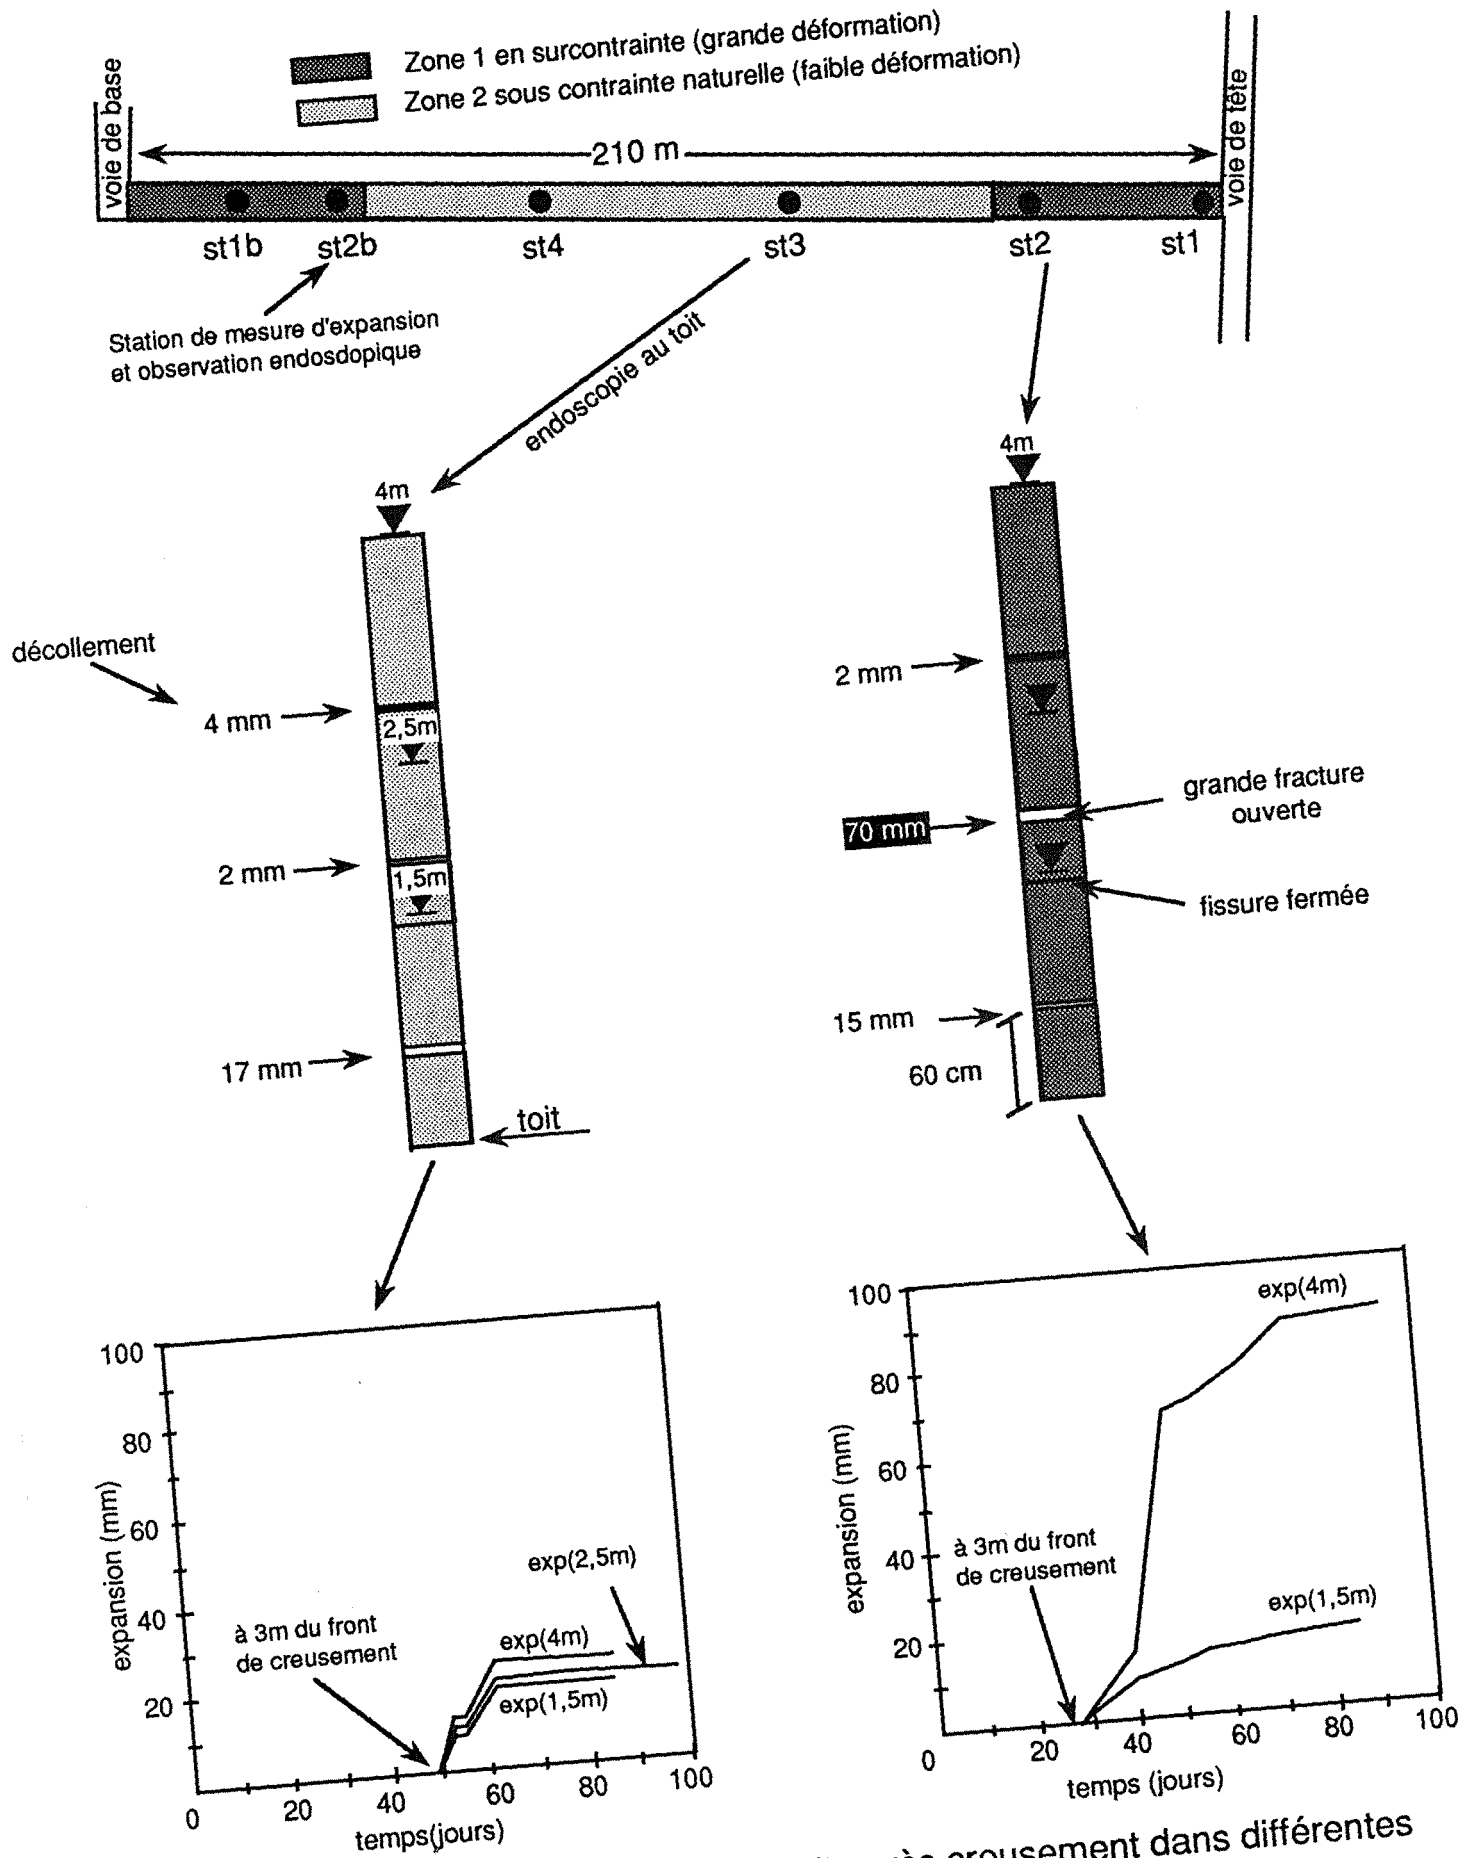 Zone 1 en surcontrainte (grande déformation)
Zone 2 sous contrainte naturelle (faible déformation)
voie de base
210 m
voie de tête
st1b
st2b
st4
st3
st2
st1
Station de mesure d'expansion
et observation endosdopique
endoscopie au toit
4m
décollement
4 mm
2,5m
2 mm
1,5m
17 mm
toit
4m
2 mm
70 mm
grande fracture
ouverte
fissure fermée
15 mm
60 cm
100
80
60
40
20
expansion (mm)
à 3m du front
de creusement
exp(2,5m)
exp(4m)
exp(1,5m)
0
20
40
60
80
100
temps(jours)
100
80
60
40
20
expansion (mm)
exp(4m)
à 3m du front
de creusement
exp(1,5m)
0
20
40
60
80
100
temps (jours)
creusement dans différentes